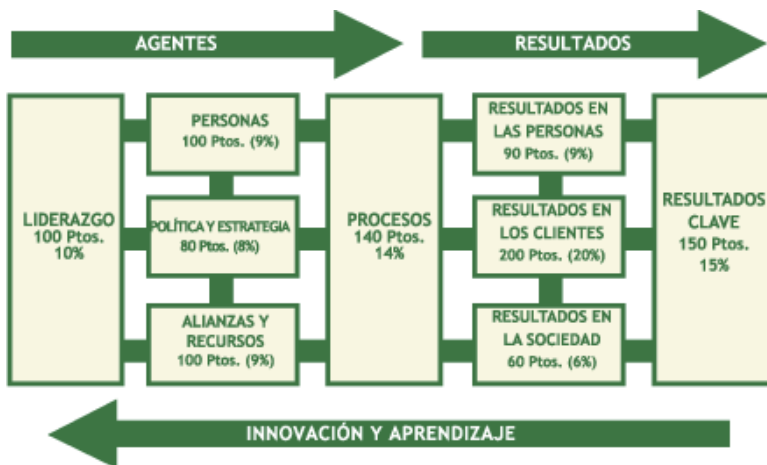 AGENTES
RESULTADOS
LIDERAZGO
100 Ptos.
10%
PERSONAS
100 Ptos. (9%)
POLÍTICA Y ESTRATEGIA
80 Ptos. (8%)
ALIANZAS Y
RECURSOS
100 Ptos. (9%)
PROCESOS
140 Ptos.
14%
RESULTADOS EN
LAS PERSONAS
90 Ptos. (9%)
RESULTADOS EN
LOS CLIENTES
200 Ptos. (20%)
RESULTADOS EN
LA SOCIEDAD
60 Ptos. (6%)
RESULTADOS
CLAVE
150 Ptos.
15%
INNOVACIÓN Y APRENDIZAJE